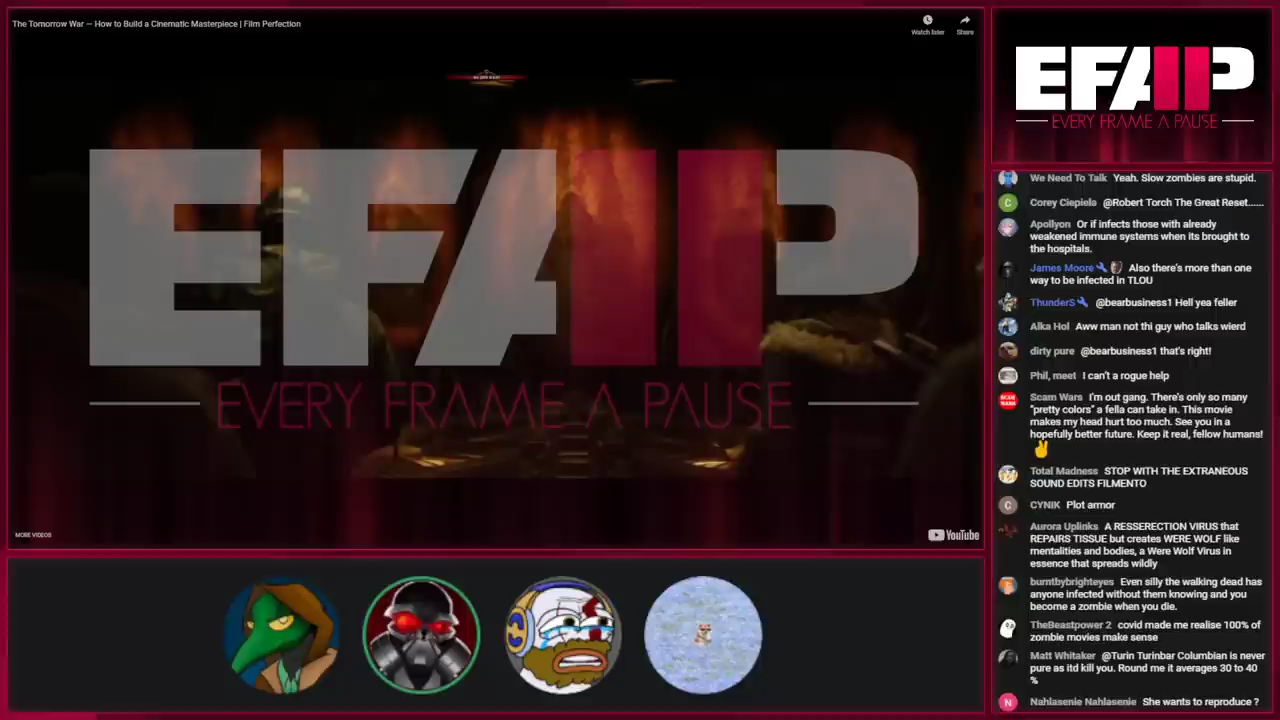 The Tomorrow War — How to Build a Cinematic Masterpiece | Film Perfection
Watch later
Share
EFAP
EVERY FRAME A PAUSE
MORE VIDEOS
YouTube
EFAP
EVERY FRAME A PAUSE
We Need To Talk Yeah. Slow zombies are stupid.
Corey Ciepiela @Robert Torch The Great Reset......
Apollyon Or if infects those with already
weakened immune systems when its brought to
the hospitals.
James Moore Also there's more than one
way to be infected in TLOU
ThunderS @bearbusiness1 Hell yea feller
Alka Hol Aww man not thi guy who talks wierd
dirty pure @bearbusiness1 that's right!
Phil, meet I can't a rogue help
SCAM WARS
Scam Wars I'm out gang. There's only so many
"pretty colors" a fella can take in. This movie
makes my head hurt too much. See you in a
hopefully better future. Keep it real, fellow humans!
✌
Total Madness STOP WITH THE EXTRANEOUS
SOUND EDITS FILMENTO
C
CYNIK Plot armor
Aurora Uplinks A RESSERECTION VIRUS that
REPAIRS TISSUE but creates WERE WOLF like
mentalities and bodies, a Were Wolf Virus in
essence that spreads wildly
burntbybrighteyes Even silly the walking dead has
anyone infected without them knowing and you
become a zombie when you die.
TheBeastpower 2 covid made me realise 100% of
zombie movies make sense
Matt Whitaker @Turin Turinbar Columbian is never
pure as itd kill you. Round me it averages 30 to 40
%
N
Nahlasenie Nahlasenie She wants to reproduce ?